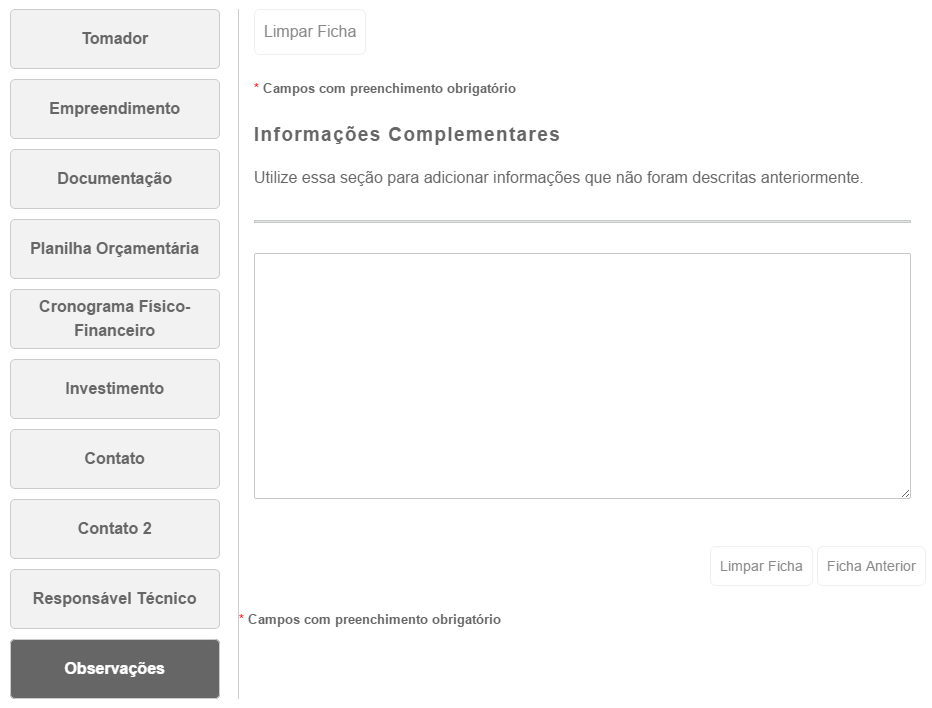 Tomador
Empreendimento
Documentação
Planilha Orçamentária
Cronograma Físico-
Financeiro
Investimento
Contato
Contato 2
Responsável Técnico
Observações
Limpar Ficha
* Campos com preenchimento obrigatório
Informações Complementares
Utilize essa seção para adicionar informações que não foram descritas anteriormente.
Limpar Ficha
Ficha Anterior
* Campos com preenchimento obrigatório